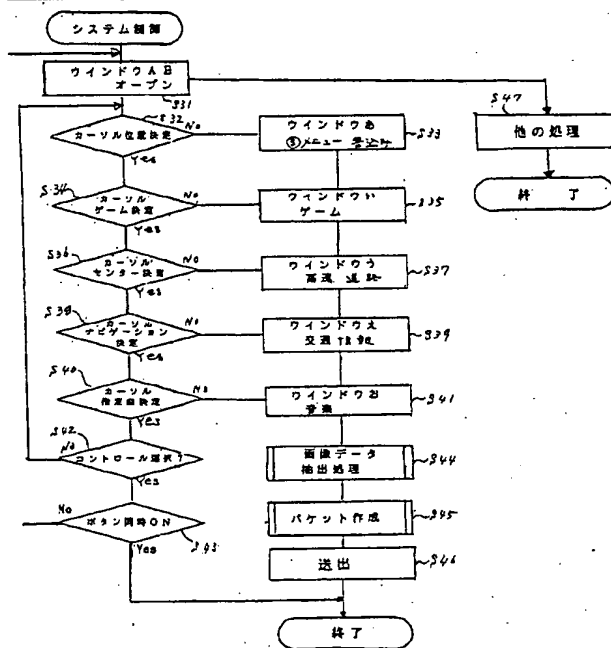 システム制御
ウインドウAB
オープン
S31
S32
カーソル位置決定
No
Yes
ウインドウあ
メニュー
S33
S47
他の処理
終了
S34
カーソル
ゲーム決定
No
Yes
ウインドウい
ゲーム
S35
S36
カーソル
センター決定
No
Yes
ウインドウう
高速道路
S37
S38
カーソル
ナビゲーション
決定
No
Yes
ウインドウえ
交通情報
S39
S40
カーソル
指定曲決定
No
Yes
ウインドウお
音楽
S41
S42
コントロール選択?
No
Yes
画像データ
抽出処理
S44
ボタン同時ON
No
Yes
S43
パケット作成
S45
送出
S46
終了